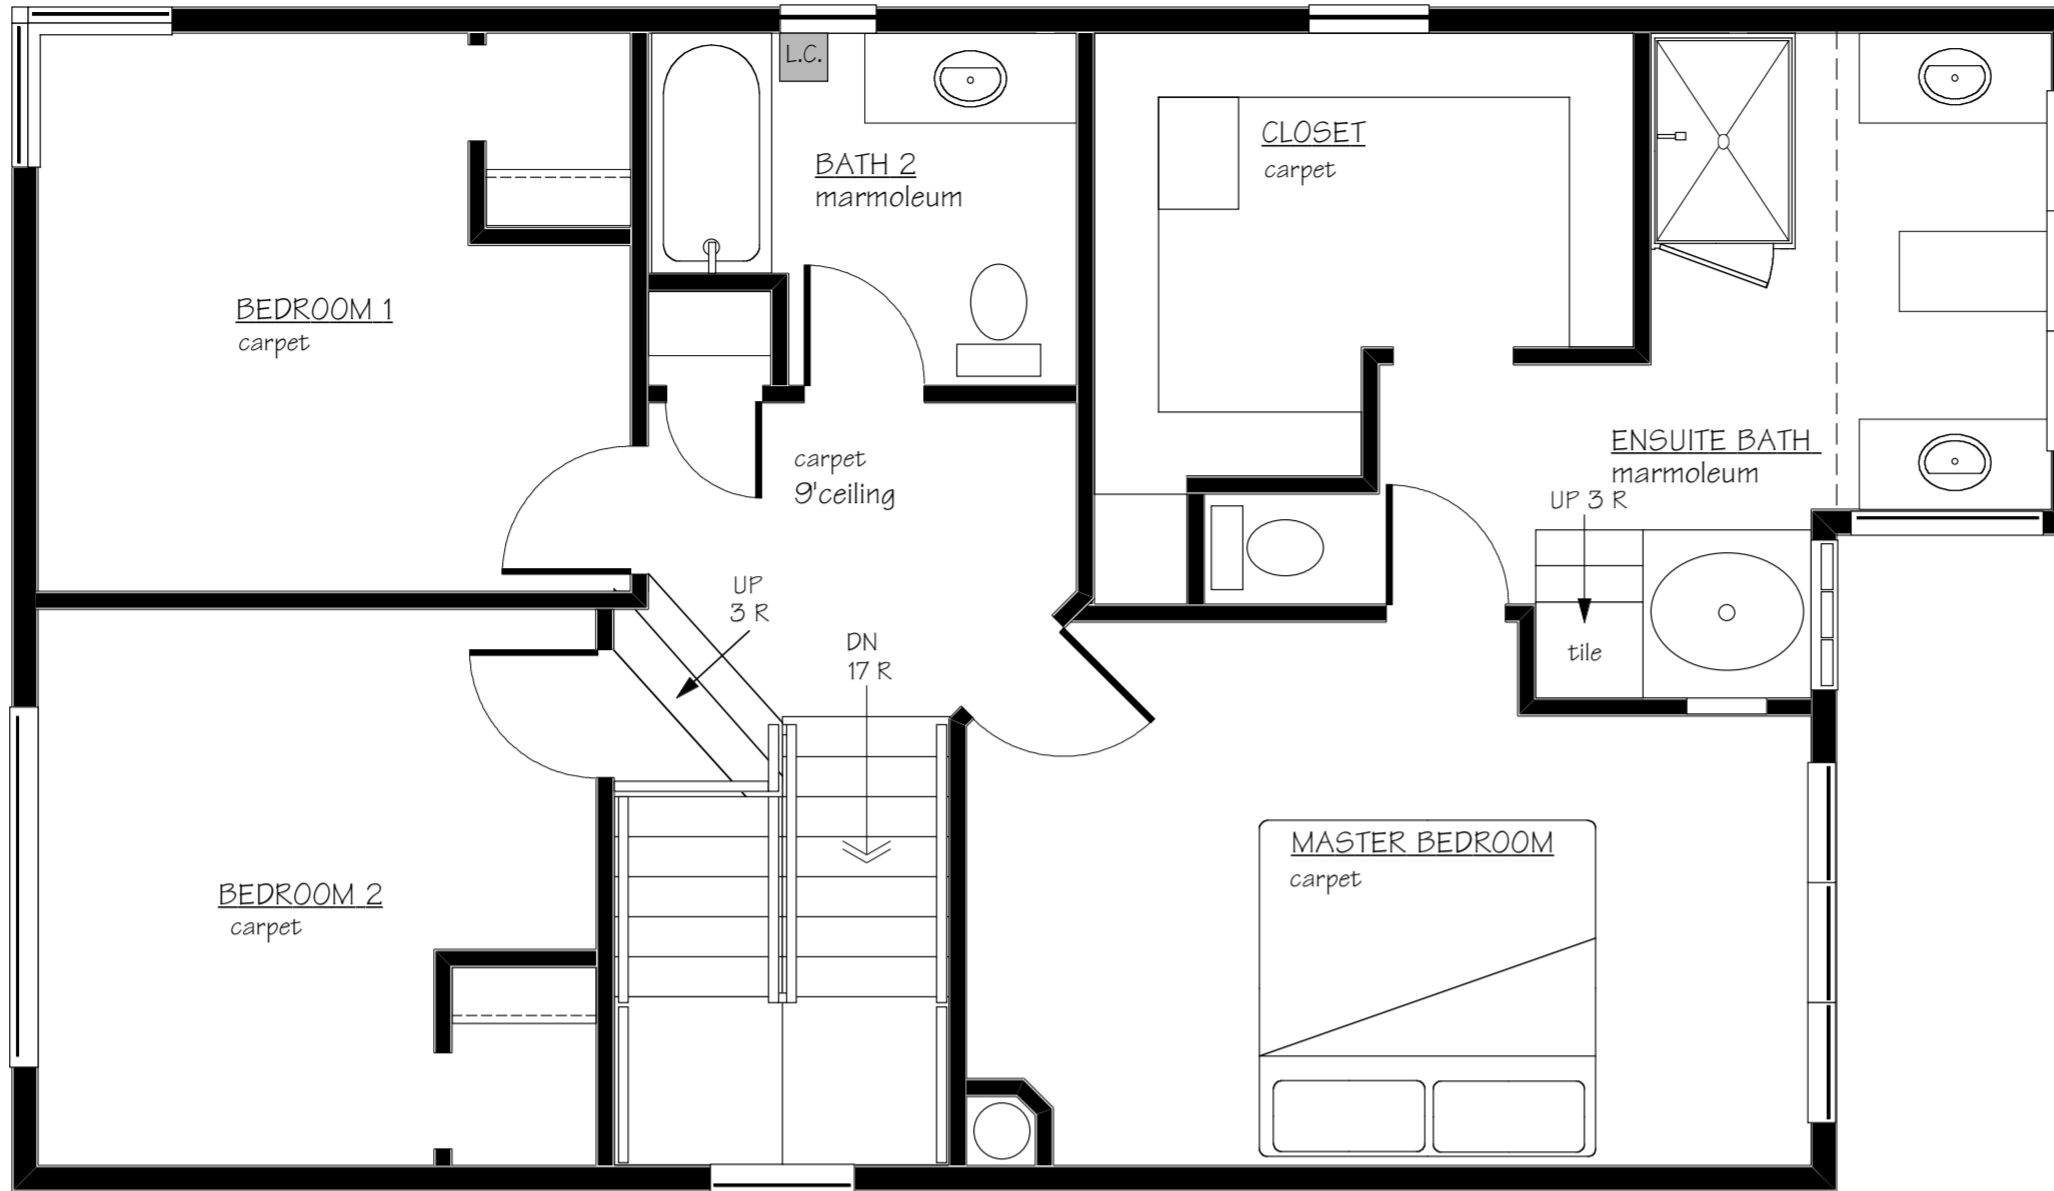 L.C.
BATH 2
marmoleum
CLOSET
carpet
BEDROOM 1
carpet
carpet
9'ceiling
ENSUITE BATH
marmoleum
UP 3 R
tile
UP
3 R
DN
17 R
MASTER BEDROOM
carpet
BEDROOM 2
carpet